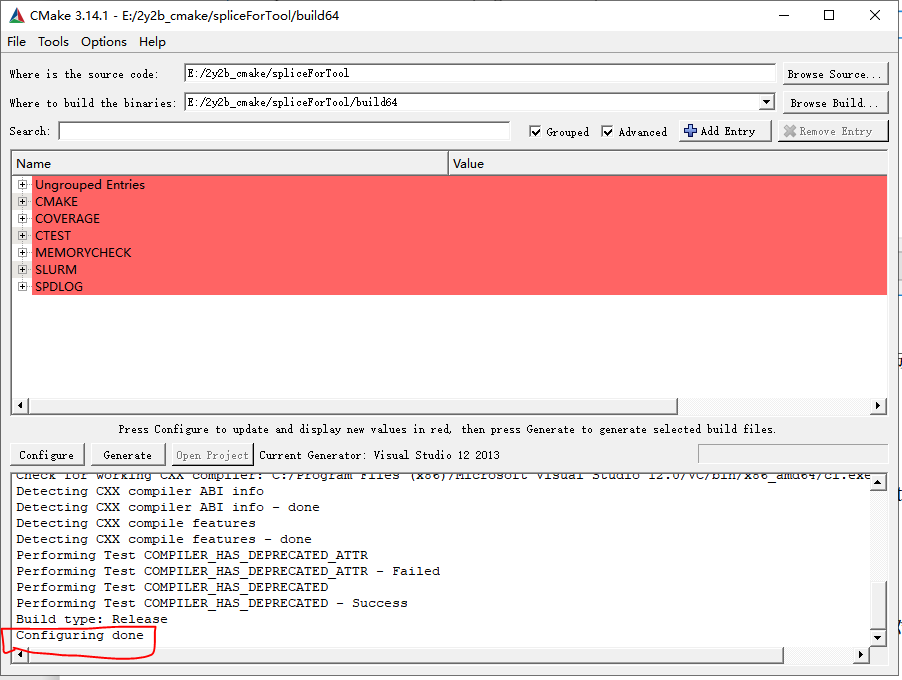 CMake 3.14.1 - E:/2y2b_cmake/spliceForTool/build64
File Tools Options Help
Where is the source code: E:/2y2b_cmake/spliceForTool Browse Source...
Where to build the binaries: E:/2y2b_cmake/spliceForTool/build64 Browse Build...
Search: Grouped Advanced Add Entry Remove Entry
Name Value
Ungrouped Entries
CMAKE
COVERAGE
CTEST
MEMORYCHECK
SLURM
SPDLOG
Press Configure to update and display new values in red, then press Generate to generate selected build files.
Configure Generate Open Project Current Generator: Visual Studio 12 2013
Check for working CXX compiler: C:/Program Files (x86)/Microsoft Visual Studio 12.0/VC/bin/x86_amd64/cl.exe
Detecting CXX compiler ABI info
Detecting CXX compiler ABI info - done
Detecting CXX compile features
Detecting CXX compile features - done
Performing Test COMPILER_HAS_DEPRECATED_ATTR
Performing Test COMPILER_HAS_DEPRECATED_ATTR - Failed
Performing Test COMPILER_HAS_DEPRECATED
Performing Test COMPILER_HAS_DEPRECATED - Success
Build type: Release
Configuring done